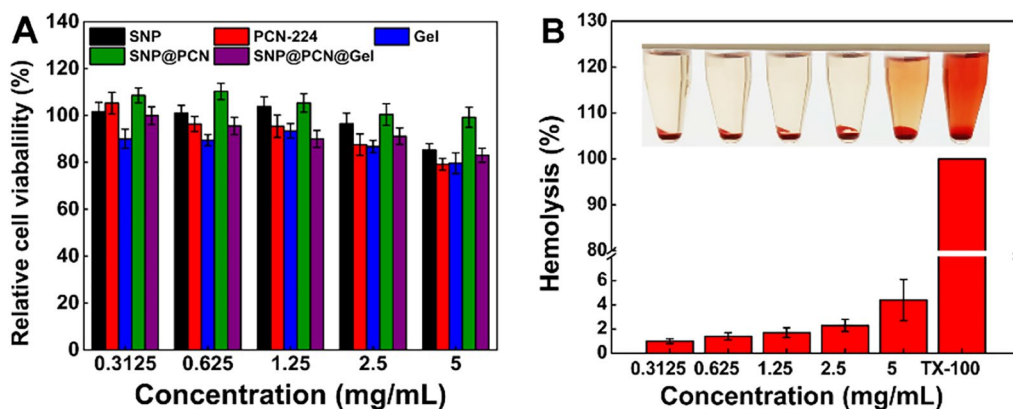 A
SNP PCN-224 Gel
SNP@PCN SNP@PCN@Gel
Relative cell viabaility (%)
140
120
100
80
60
40
20
0
0.3125 0.625 1.25 2.5 5
Concentration (mg/mL)
B
Hemolysis (%)
130
120
110
100
90
80
6
4
2
0
0.3125 0.625 1.25 2.5 5 TX-100
Concentration (mg/mL)